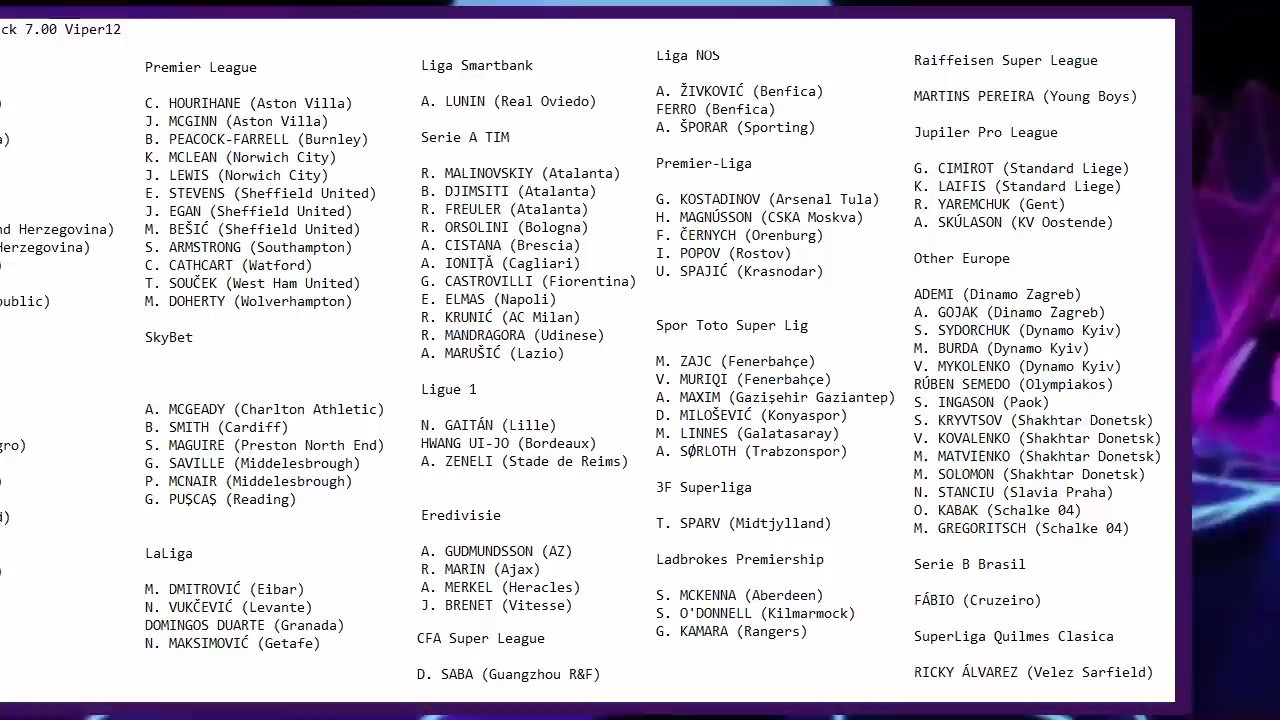 ck 7.00 Viper12
)
a)
nd Herzegovina)
Herzegovina)
)
public)
gro)
)
d)
)
Premier League
C. HOURIHANE (Aston Villa)
J. MCGINN (Aston Villa)
B. PEACOCK-FARRELL (Burnley)
K. MCLEAN (Norwich City)
J. LEWIS (Norwich City)
E. STEVENS (Sheffield United)
J. EGAN (Sheffield United)
M. BEŠIĆ (Sheffield United)
S. ARMSTRONG (Southampton)
C. CATHCART (Watford)
T. SOUČEK (West Ham United)
M. DOHERTY (Wolverhampton)
SkyBet
A. MCGEADY (Charlton Athletic)
B. SMITH (Cardiff)
S. MAGUIRE (Preston North End)
G. SAVILLE (Middelesbrough)
P. MCNAIR (Middelesbrough)
G. PUȘCAȘ (Reading)
LaLiga
M. DMITROVIĆ (Eibar)
N. VUKČEVIĆ (Levante)
DOMINGOS DUARTE (Granada)
N. MAKSIMOVIĆ (Getafe)
Liga Smartbank
A. LUNIN (Real Oviedo)
Serie A TIM
R. MALINOVSKIY (Atalanta)
B. DJIMSITI (Atalanta)
R. FREULER (Atalanta)
R. ORSOLINI (Bologna)
A. CISTANA (Brescia)
A. IONIȚĂ (Cagliari)
G. CASTROVILLI (Fiorentina)
E. ELMAS (Napoli)
R. KRUNIĆ (AC Milan)
R. MANDRAGORA (Udinese)
A. MARUŠIĆ (Lazio)
Ligue 1
N. GAITÁN (Lille)
HWANG UI-JO (Bordeaux)
A. ZENELI (Stade de Reims)
Eredivisie
A. GUDMUNDSSON (AZ)
R. MARIN (Ajax)
A. MERKEL (Heracles)
J. BRENET (Vitesse)
CFA Super League
D. SABA (Guangzhou R&F)
Liga NOS
A. ŽIVKOVIĆ (Benfica)
FERRO (Benfica)
A. ŠPORAR (Sporting)
Premier-Liga
G. KOSTADINOV (Arsenal Tula)
H. MAGNÚSSON (CSKA Moskva)
F. ČERNYCH (Orenburg)
I. POPOV (Rostov)
U. SPAJIĆ (Krasnodar)
Spor Toto Super Lig
M. ZAJC (Fenerbahçe)
V. MURIQI (Fenerbahçe)
A. MAXIM (Gazişehir Gaziantep)
D. MILOŠEVIĆ (Konyaspor)
M. LINNES (Galatasaray)
A. SØRLOTH (Trabzonspor)
3F Superliga
T. SPARV (Midtjylland)
Ladbrokes Premiership
S. MCKENNA (Aberdeen)
S. O'DONNELL (Kilmarmock)
G. KAMARA (Rangers)
Raiffeisen Super League
MARTINS PEREIRA (Young Boys)
Jupiler Pro League
G. CIMIROT (Standard Liege)
K. LAIFIS (Standard Liege)
R. YAREMCHUK (Gent)
A. SKÚLASON (KV Oostende)
Other Europe
ADEMI (Dinamo Zagreb)
A. GOJAK (Dinamo Zagreb)
S. SYDORCHUK (Dynamo Kyiv)
M. BURDA (Dynamo Kyiv)
V. MYKOLENKO (Dynamo Kyiv)
RÚBEN SEMEDO (Olympiakos)
S. INGASON (Paok)
S. KRYVTSOV (Shakhtar Donetsk)
V. KOVALENKO (Shakhtar Donetsk)
M. MATVIENKO (Shakhtar Donetsk)
M. SOLOMON (Shakhtar Donetsk)
N. STANCIU (Slavia Praha)
O. KABAK (Schalke 04)
M. GREGORITSCH (Schalke 04)
Serie B Brasil
FÁBIO (Cruzeiro)
SuperLiga Quilmes Clasica
RICKY ÁLVAREZ (Velez Sarfield)